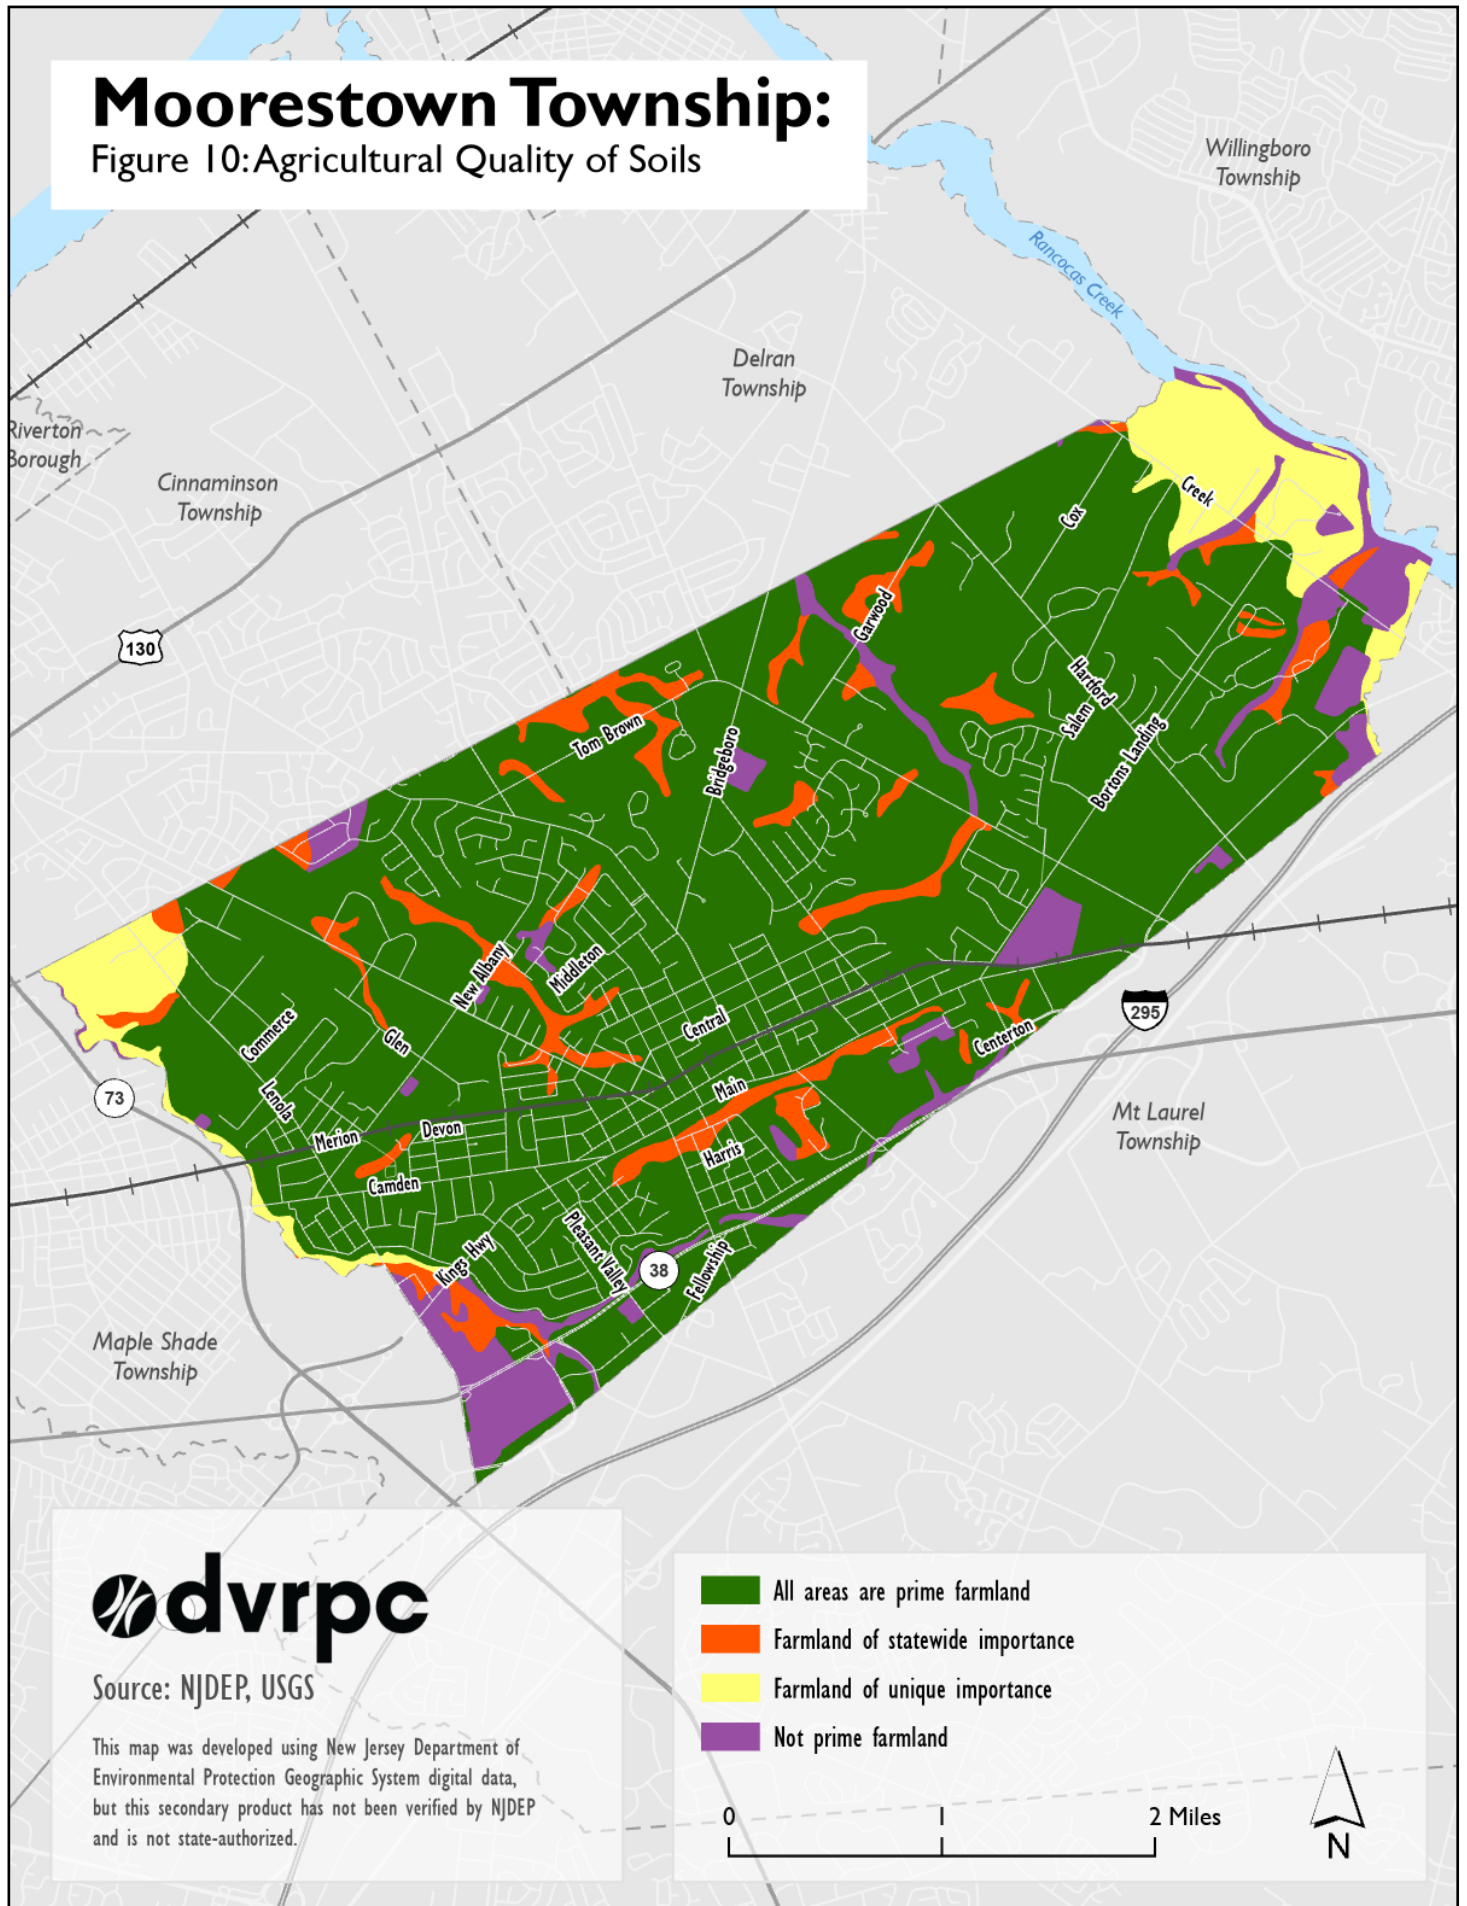 Moorestown Township:
Figure 10: Agricultural Quality of Soils
Willingboro
Township
Rancocas Creek
Delran
Township
Riverton
Borough
Cinnaminson
Township
130
Creek
Cox
Garwood
Hartford
Salem
Tom Brown
Bridgeboro
Bortons Landing
New Albany
Middleton
295
Commerce
Glen
Central
Centerton
73
Lenola
Main
Mt Laurel
Township
Merion
Devon
Harris
Camden
Pleasant Valley
Kings Hwy
38
Fellowship
Maple Shade
Township
dvrpc
Source: NJDEP, USGS
This map was developed using New Jersey Department of
Environmental Protection Geographic System digital data,
but this secondary product has not been verified by NJDEP
and is not state-authorized.
All areas are prime farmland
Farmland of statewide importance
Farmland of unique importance
Not prime farmland
0 1 2 Miles
N